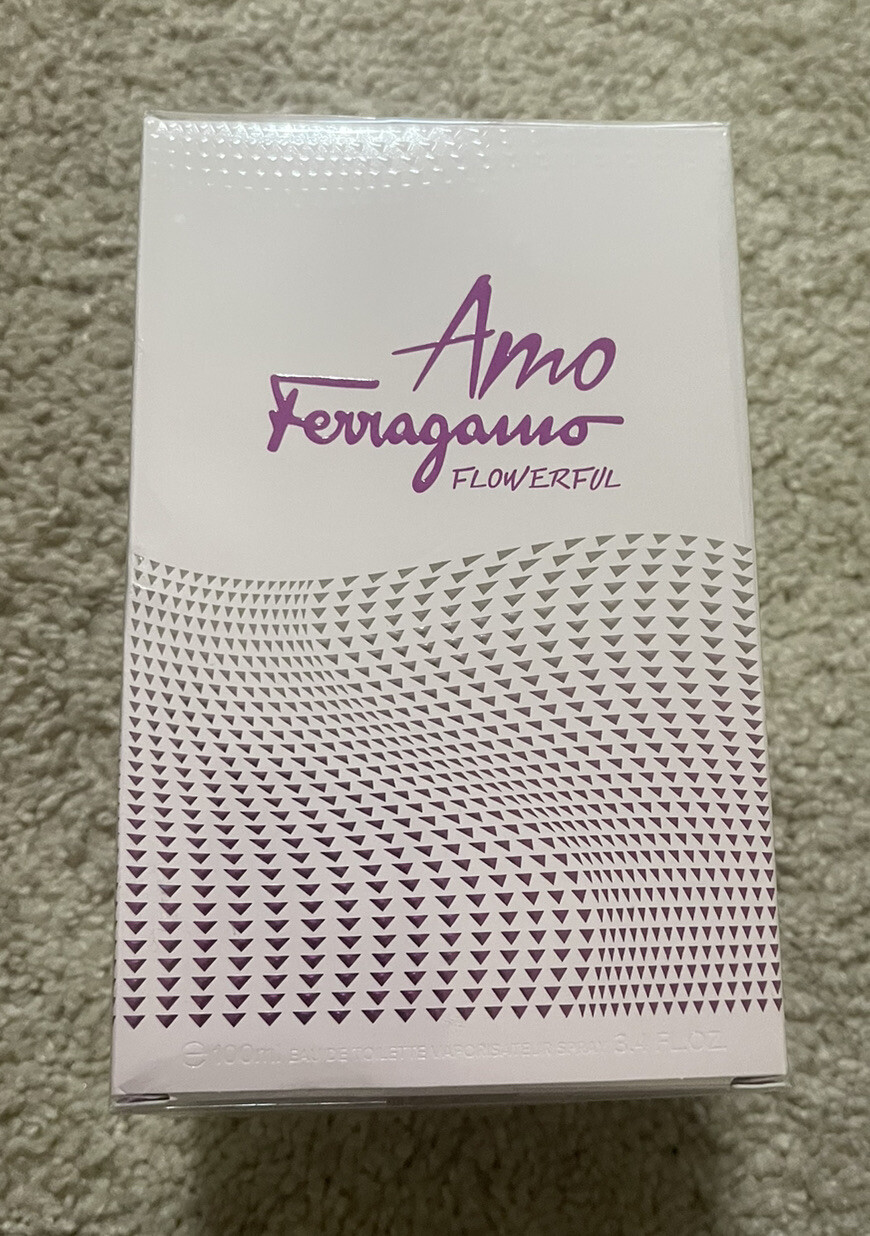 Amo
Ferragamo
FLOWERFUL
℮ 100ml EAU DE TOILETTE VAPORISATEUR SPRAY 3.4 FL.OZ.